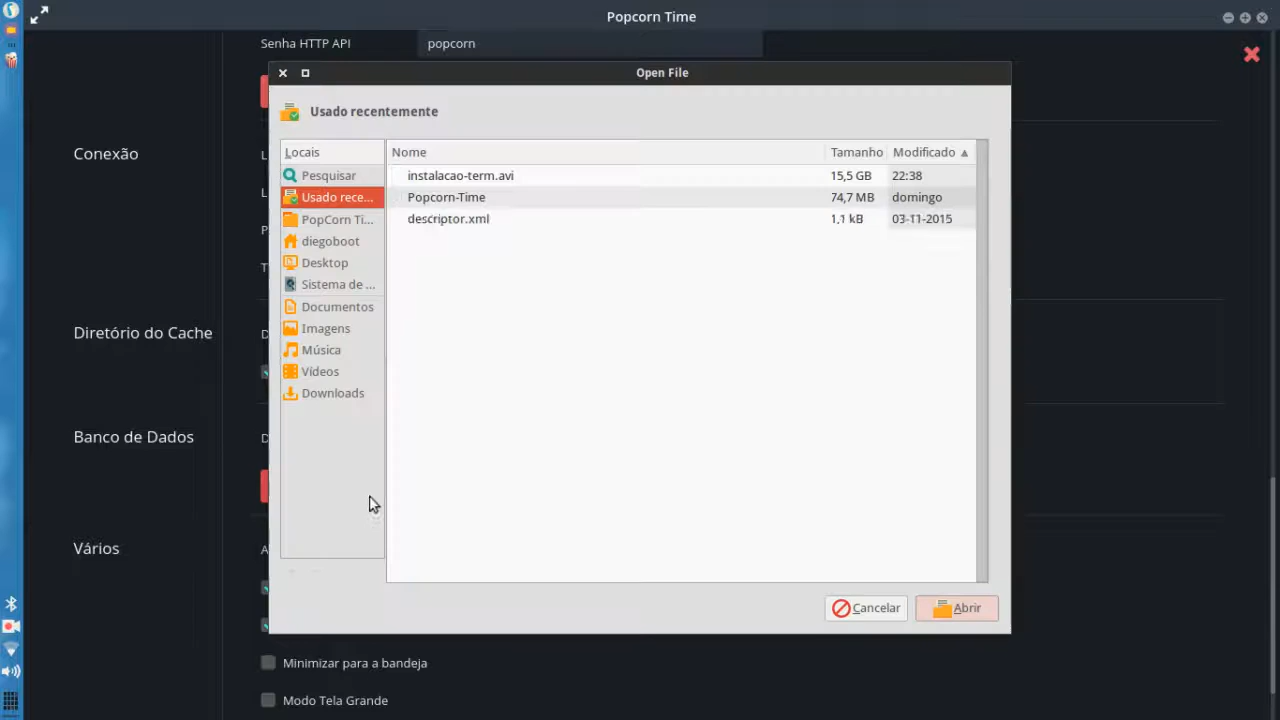 Popcorn Time
Senha HTTP API popcorn
Open File
Usado recentemente
Locais Nome Tamanho Modificado
Pesquisar instalacao-term.avi 15,5 GB 22:38
Usado rece... Popcorn-Time 74,7 MB domingo
PopCorn Ti... descriptor.xml 1,1 kB 03-11-2015
diegoboot
Desktop
Sistema de ...
Documentos
Imagens
Música
Vídeos
Downloads
Conexão L
L
P
T
Diretório do Cache D
Banco de Dados D
Vários A
Cancelar Abrir
Minimizar para a bandeja
Modo Tela Grande